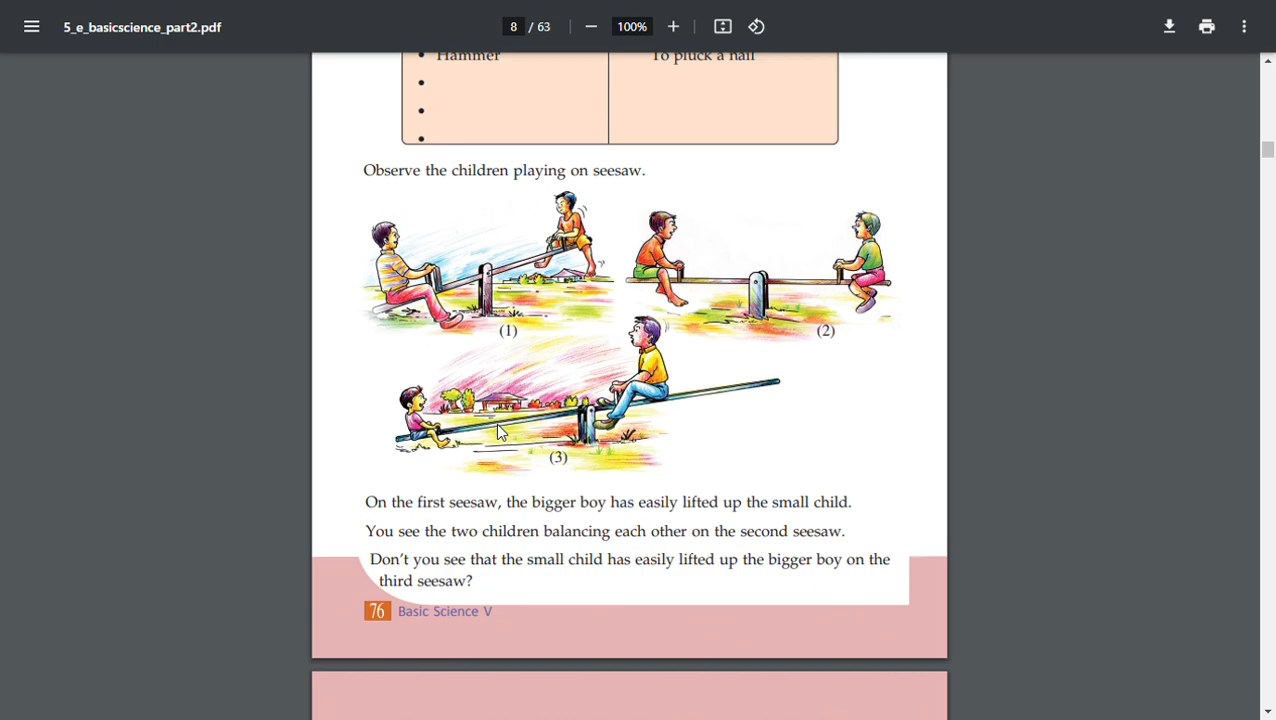 5_e_basicscience_part2.pdf
8 / 63
100%
• Hammer To pluck a nail
•
•
•
Observe the children playing on seesaw.
(1)
(2)
(3)
On the first seesaw, the bigger boy has easily lifted up the small child.
You see the two children balancing each other on the second seesaw.
Don't you see that the small child has easily lifted up the bigger boy on the
third seesaw?
76 Basic Science V